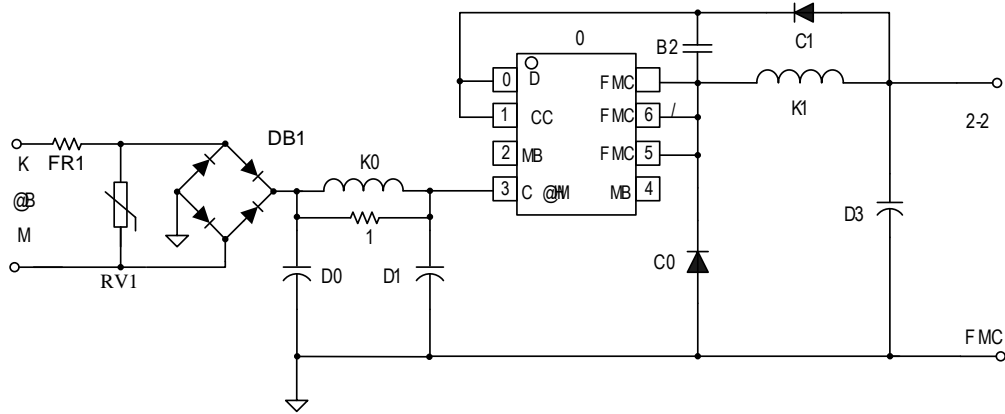 0
C1
B2
0 D FMC
K1
1 CC FMC 6 /
2-2
DB1
K
FR1
K0
2 MB FMC 5
@B
3 C @HM MB 4
M
1
D3
RV1
D0
D1
C0
FMC